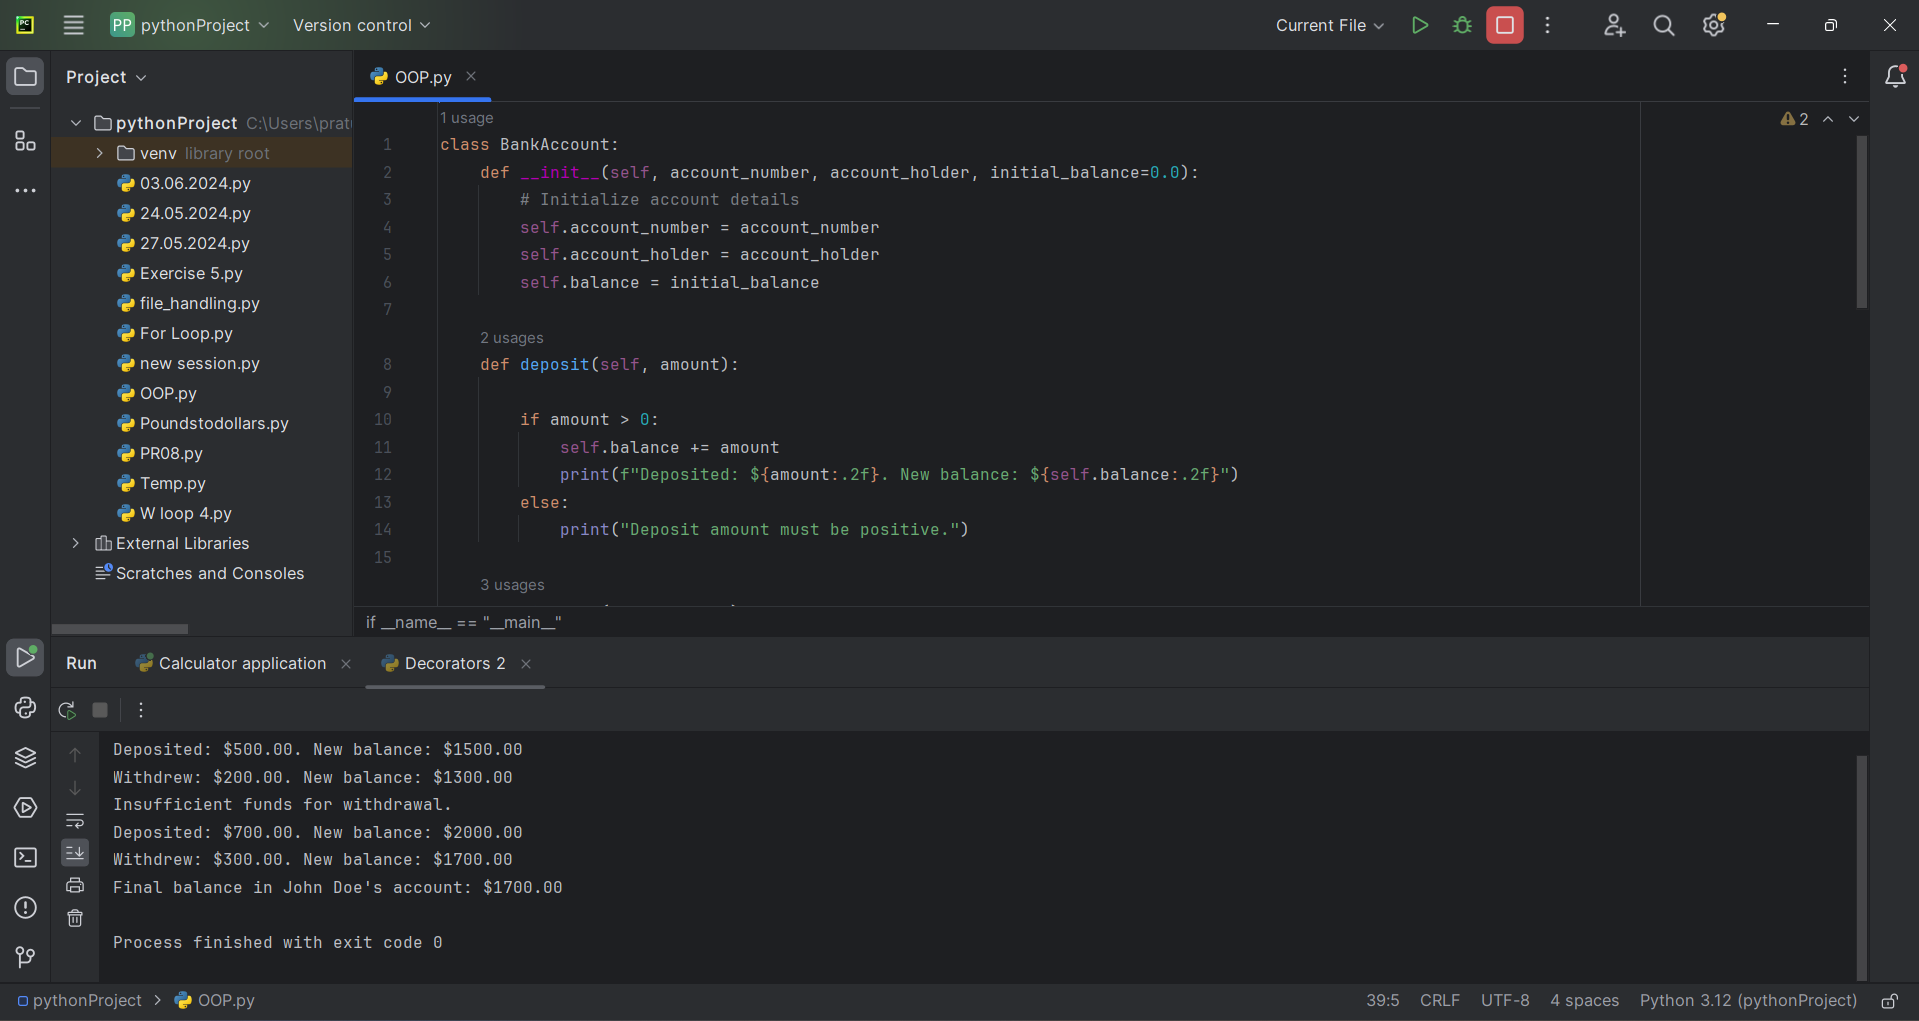 PC
PP pythonProject Version control Current File
Project
OOP.py
pythonProject C:\Users\prat
venv library root
03.06.2024.py
24.05.2024.py
27.05.2024.py
Exercise 5.py
file_handling.py
For Loop.py
new session.py
OOP.py
Poundstodollars.py
PR08.py
Temp.py
W loop 4.py
External Libraries
Scratches and Consoles
1 usage
2
1 class BankAccount:
2 def __init__(self, account_number, account_holder, initial_balance=0.0):
3 # Initialize account details
4 self.account_number = account_number
5 self.account_holder = account_holder
6 self.balance = initial_balance
7
2 usages
8 def deposit(self, amount):
9
10 if amount > 0:
11 self.balance += amount
12 print(f"Deposited: ${amount:.2f}. New balance: ${self.balance:.2f}")
13 else:
14 print("Deposit amount must be positive.")
15
3 usages
if __name__ == "__main__"
Run Calculator application Decorators 2
Deposited: $500.00. New balance: $1500.00
Withdrew: $200.00. New balance: $1300.00
Insufficient funds for withdrawal.
Deposited: $700.00. New balance: $2000.00
Withdrew: $300.00. New balance: $1700.00
Final balance in John Doe's account: $1700.00
Process finished with exit code 0
pythonProject > OOP.py 39:5 CRLF UTF-8 4 spaces Python 3.12 (pythonProject)